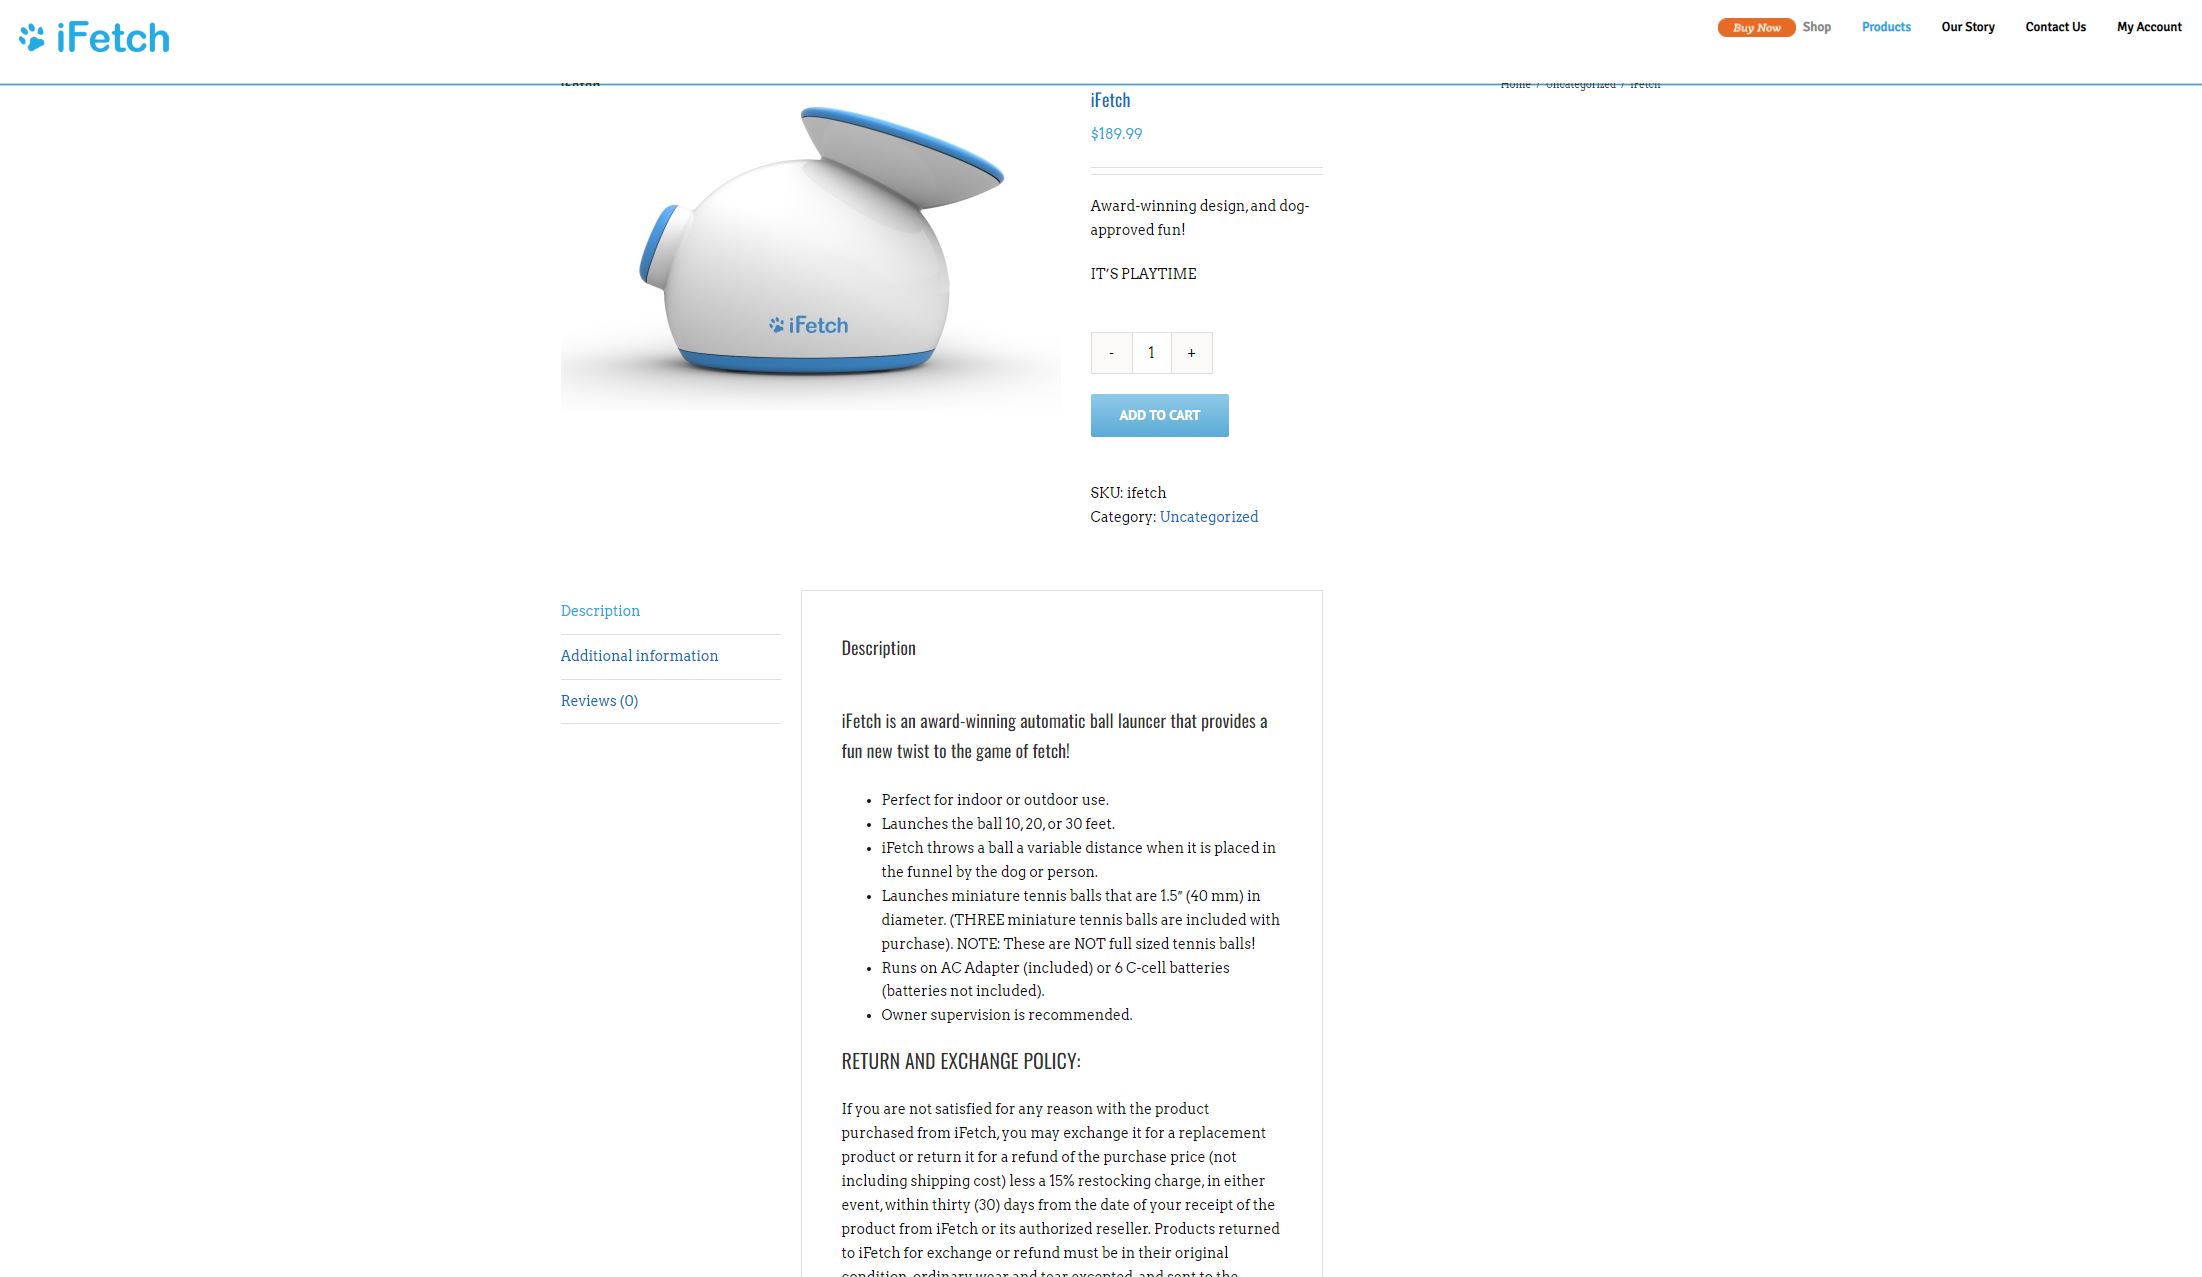 iFetch
Buy Now Shop Products Our Story Contact Us My Account
Home / Uncategorized / iFetch
iFetch
$189.99
Award-winning design, and dog-
approved fun!
IT'S PLAYTIME
iFetch
- 1 +
ADD TO CART
SKU: ifetch
Category: Uncategorized
Description
Additional information
Reviews (0)
Description
iFetch is an award-winning automatic ball launcer that provides a
fun new twist to the game of fetch!
• Perfect for indoor or outdoor use.
• Launches the ball 10, 20, or 30 feet.
• iFetch throws a ball a variable distance when it is placed in
the funnel by the dog or person.
• Launches miniature tennis balls that are 1.5″ (40 mm) in
diameter. (THREE miniature tennis balls are included with
purchase). NOTE: These are NOT full sized tennis balls!
• Runs on AC Adapter (included) or 6 C-cell batteries
(batteries not included).
• Owner supervision is recommended.
RETURN AND EXCHANGE POLICY:
If you are not satisfied for any reason with the product
purchased from iFetch, you may exchange it for a replacement
product or return it for a refund of the purchase price (not
including shipping cost) less a 15% restocking charge, in either
event, within thirty (30) days from the date of your receipt of the
product from iFetch or its authorized reseller. Products returned
to iFetch for exchange or refund must be in their original
condition, ordinary wear and tear excepted, and sent to the